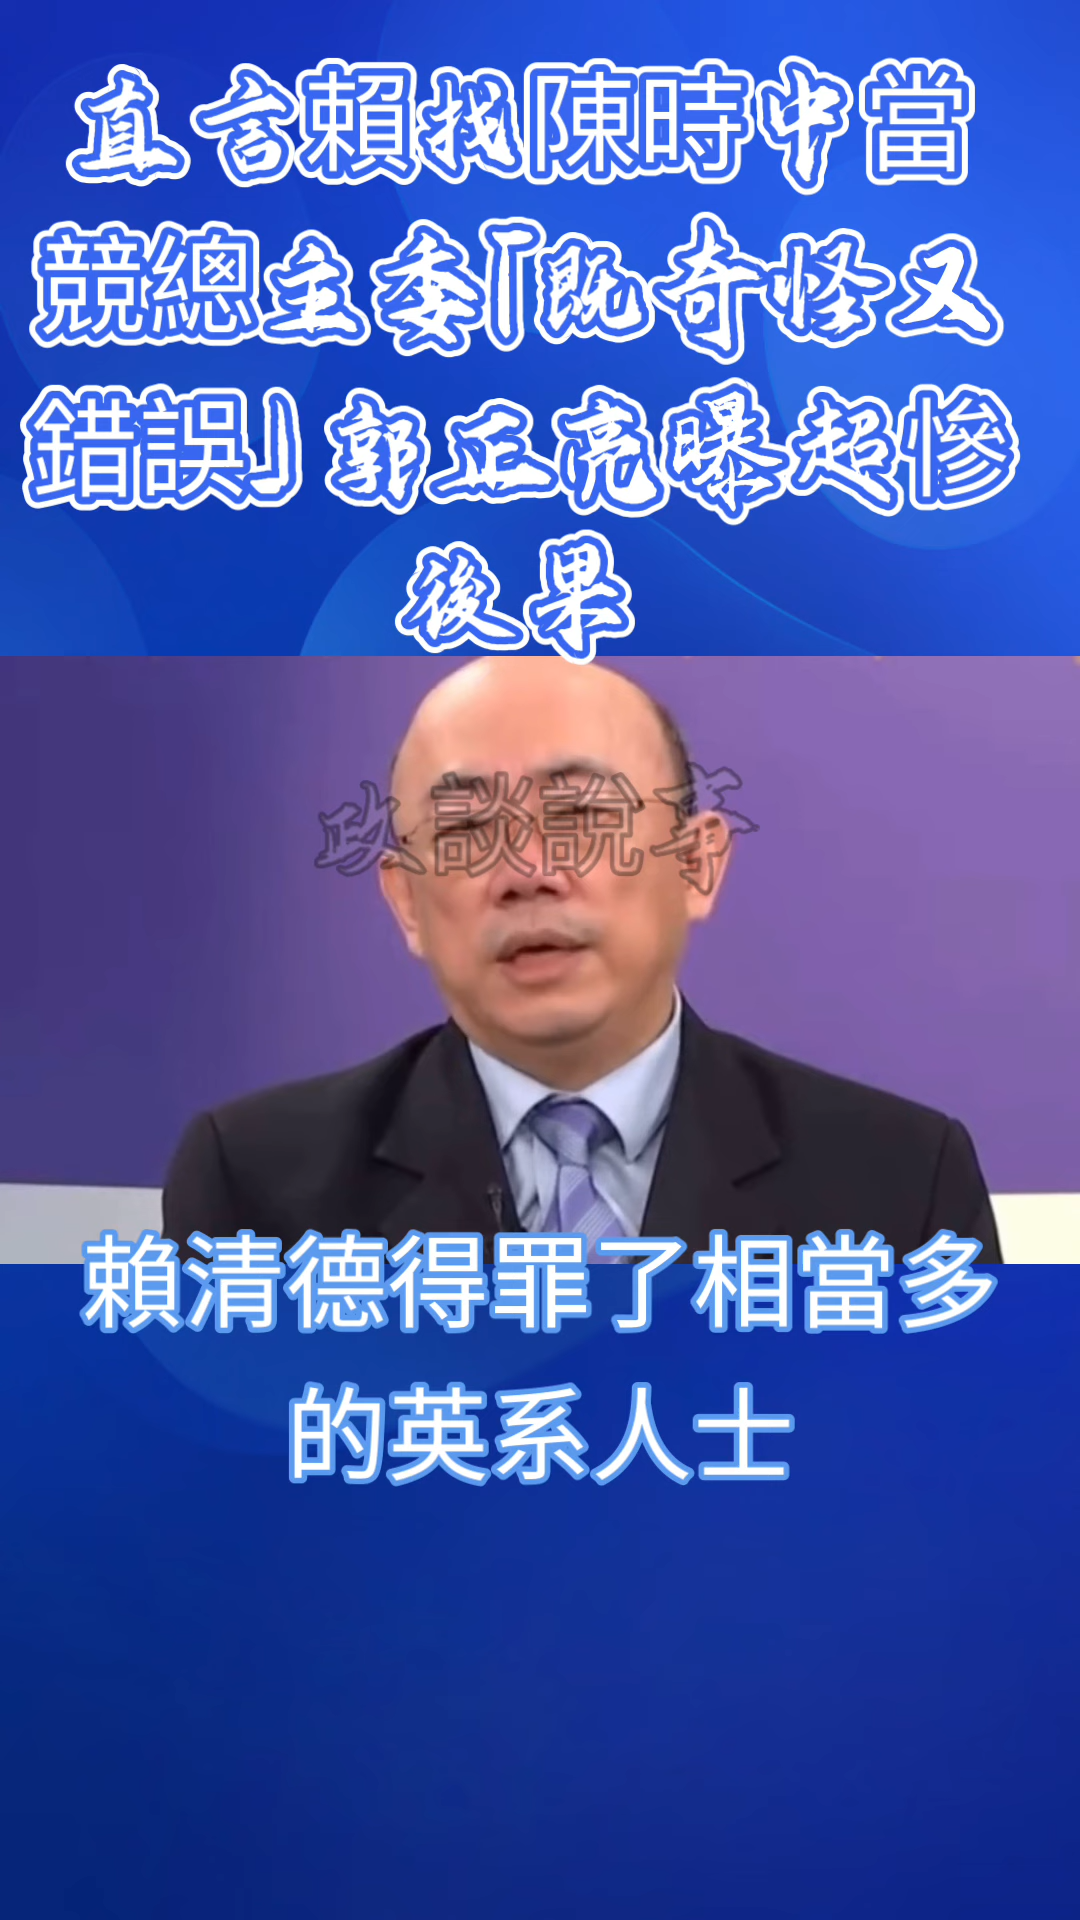 直言賴找陳時中當
競總主委「既奇怪又
錯誤」郭正亮曝超慘
後果
政談說事
賴清德得罪了相當多
的英系人士